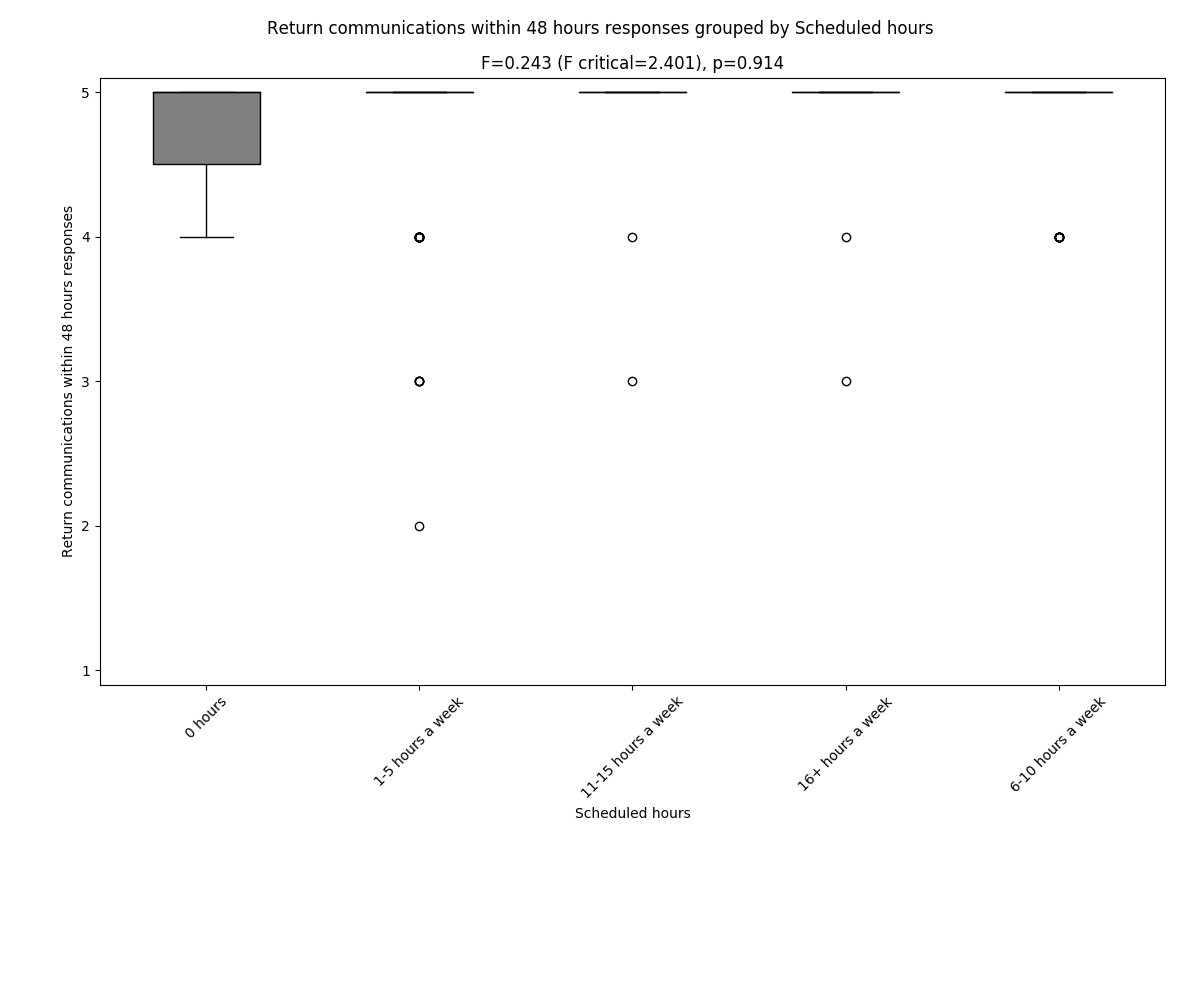 Return communications within 48 hours responses grouped by Scheduled hours
F=0.243 (F critical=2.401), p=0.914
Return communications within 48 hours responses
5
4
3
2
1
0 hours
1-5 hours a week
11-15 hours a week
16+ hours a week
6-10 hours a week
Scheduled hours